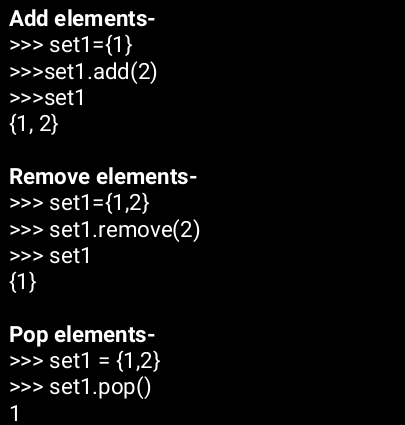 Add elements-
>>> set1={1}
>>>set1.add(2)
>>>set1
{1, 2}
Remove elements-
>>> set1={1,2}
>>> set1.remove(2)
>>> set1
{1}
Pop elements-
>>> set1 = {1,2}
>>> set1.pop()
1